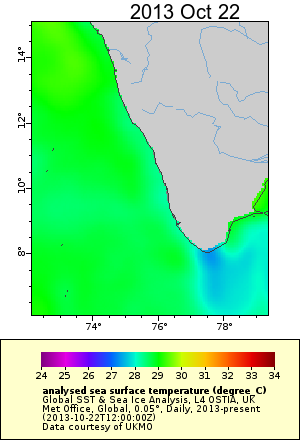 2013 Oct 22
14°
12°
10°
8°
74°
76°
78°
24 25 26 27 28 29 30 31 32 33 34
analysed sea surface temperature (degree_C)
Global SST & Sea Ice Analysis, L4 OSTIA, UK
Met Office, Global, 0.05°, Daily, 2013-present
(2013-10-22T12:00:00Z)
Data courtesy of UKMO